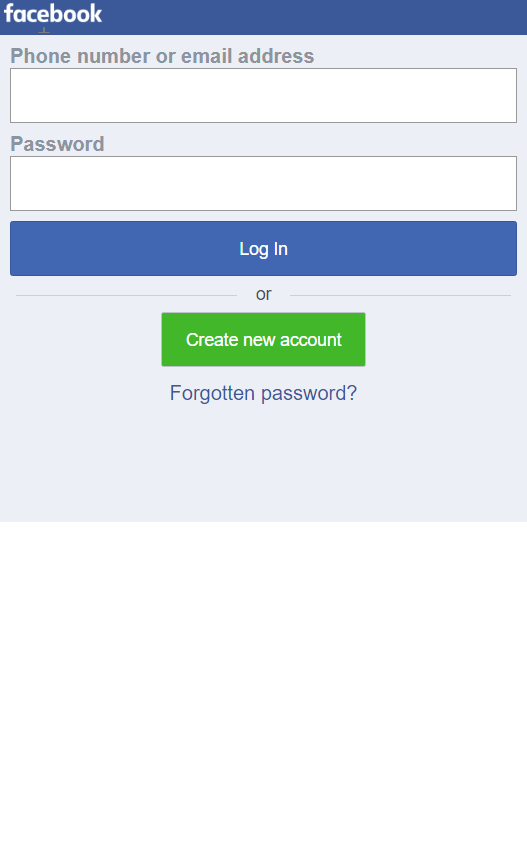 facebook
Phone number or email address
Password
Log In
or
Create new account
Forgotten password?